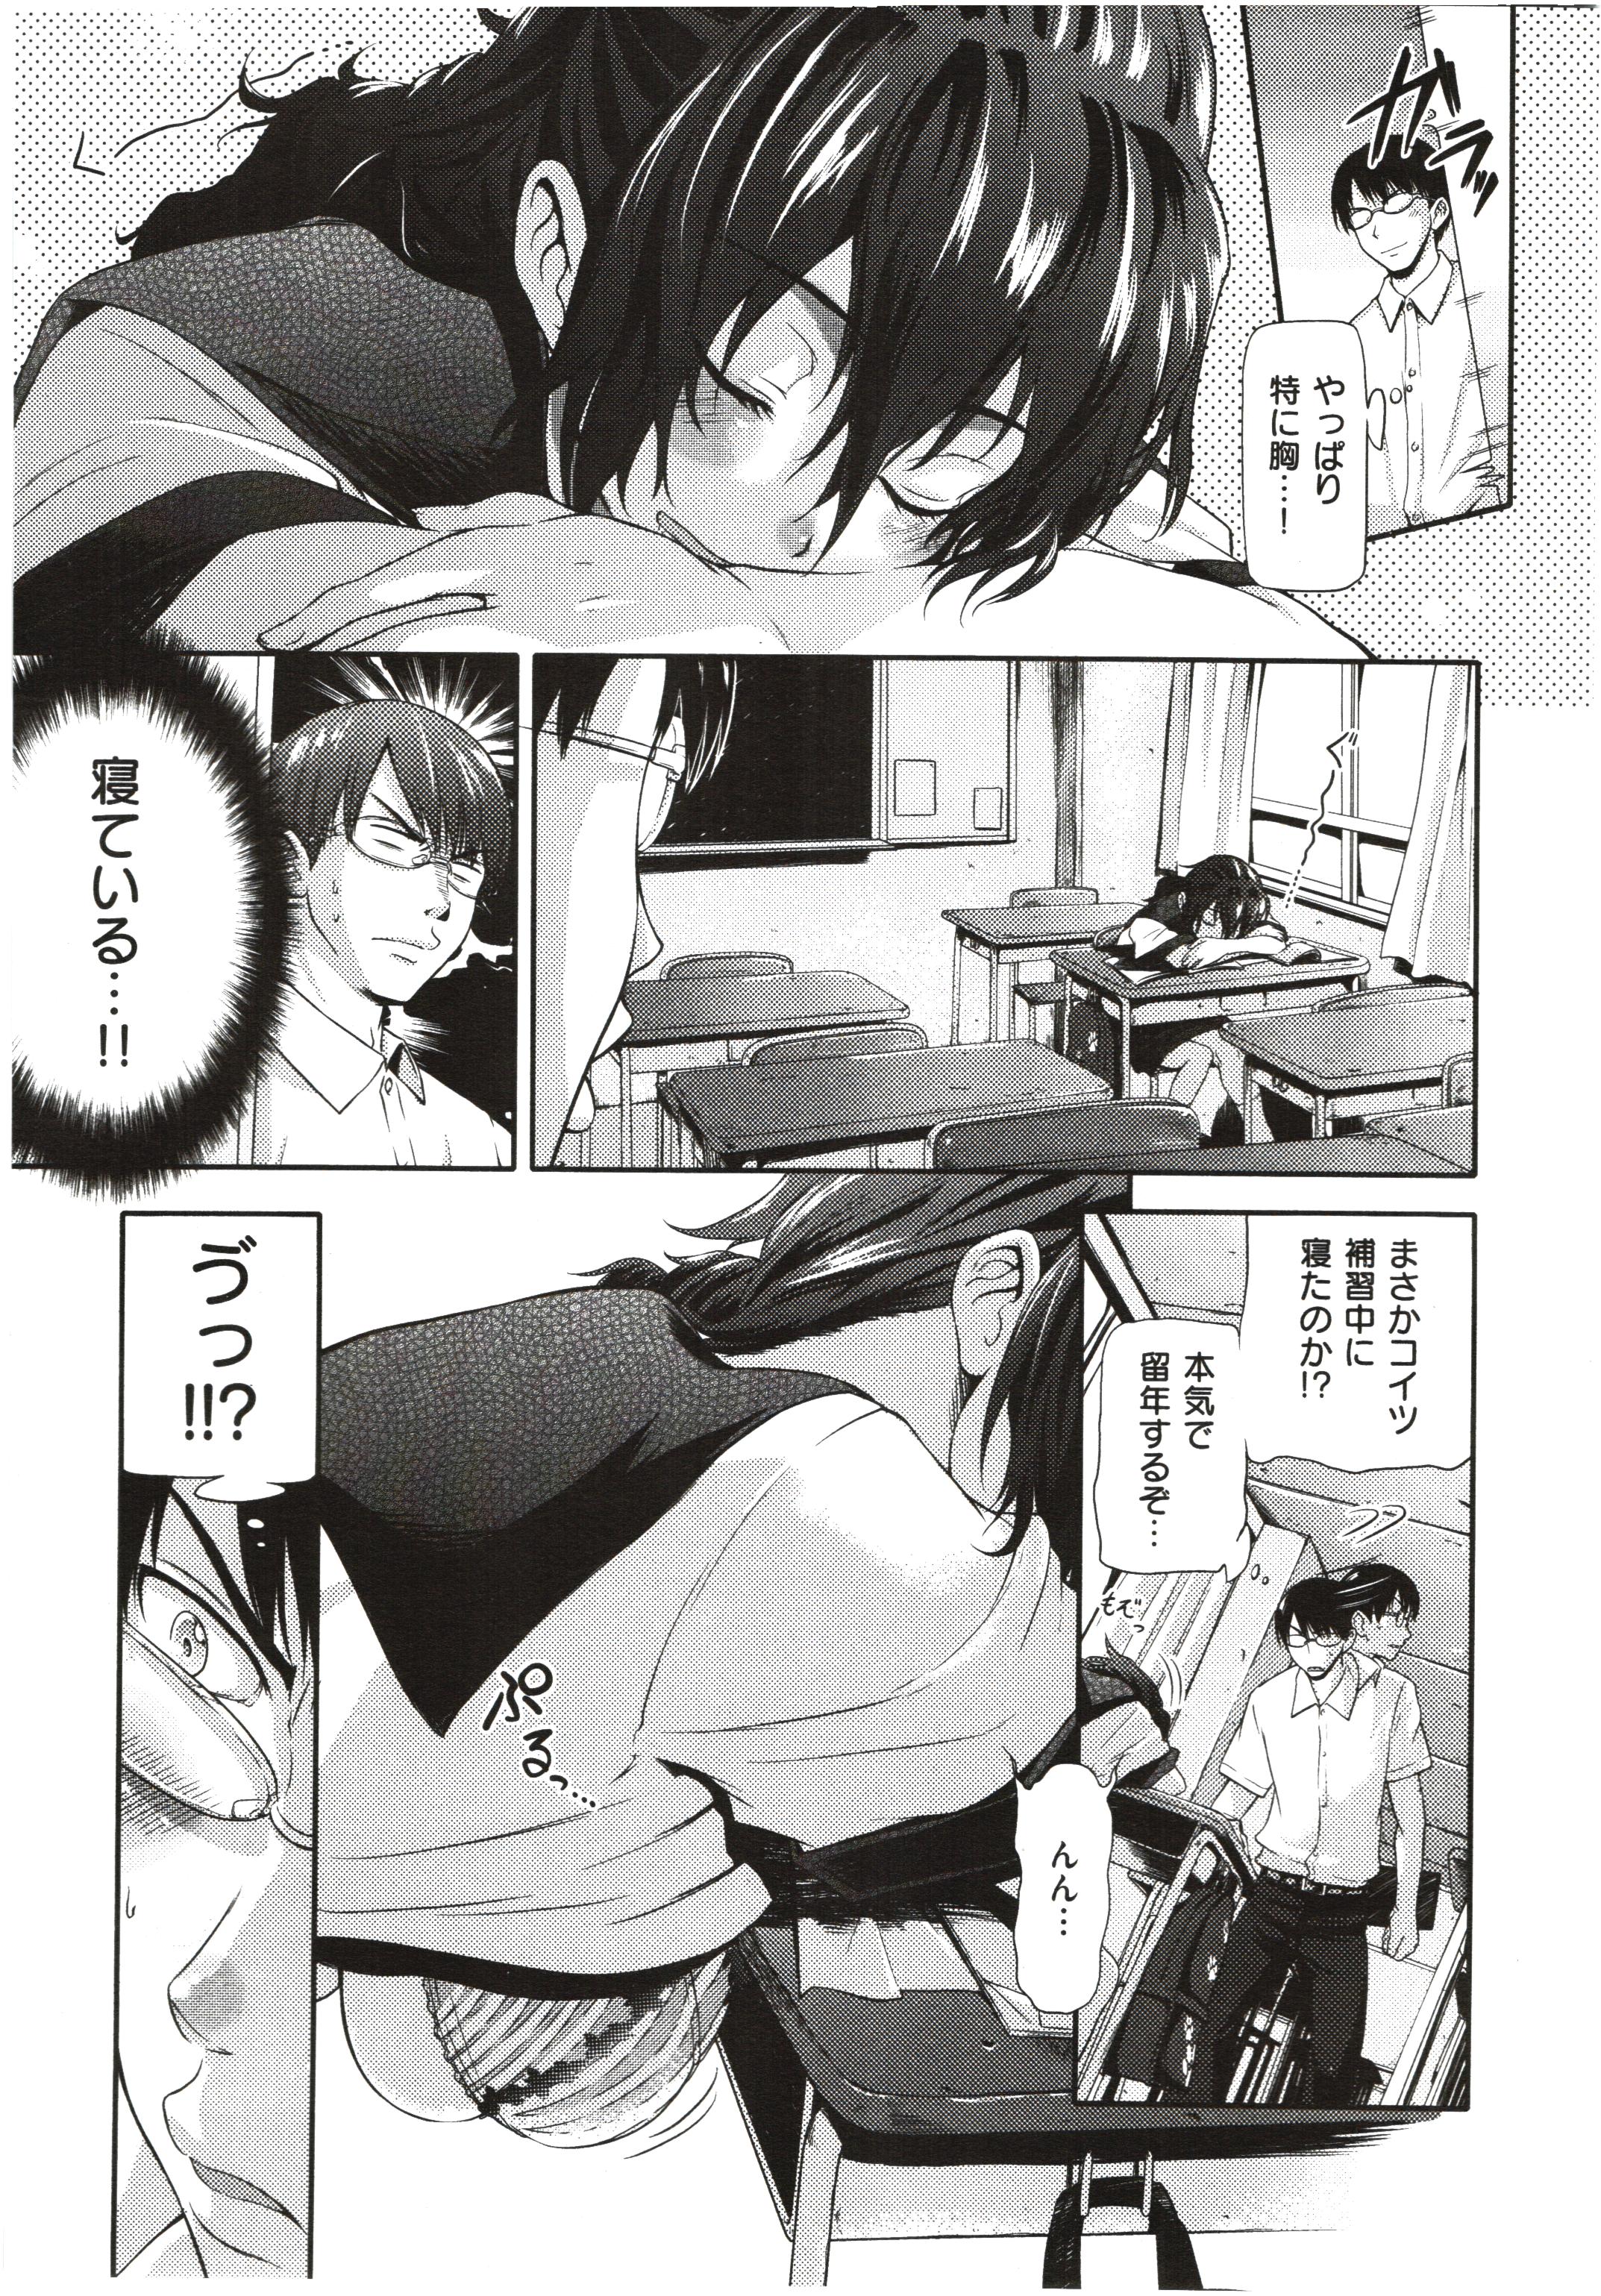 ガラッ
やっぱり
特に胸…！
く
ぐ
寝ている…!!
まさかコイツ
補習中に
寝たのか!?
本気で
留年するぞ…
もぞっ
んん…
ぷるっ…
ゔっ!!?